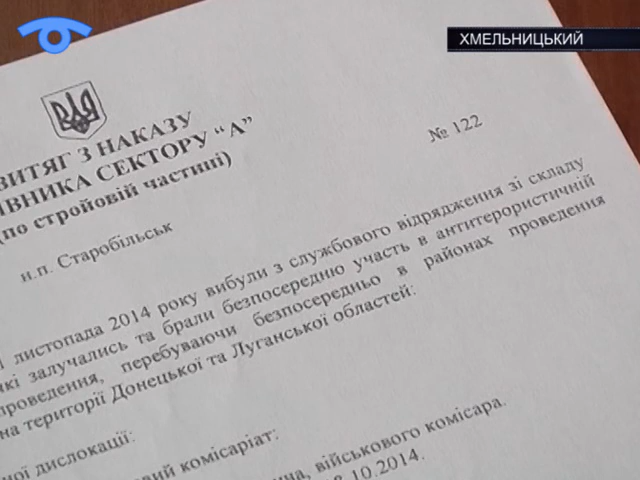 ХМЕЛЬНИЦЬКИЙ
ВИТЯГ З НАКАЗУ
СЕКТОРУ “А”
(по стройовій частині)
№ 122
н.п. Старобільськ
листопада 2014 року вибули з службового відрядження зі складу
які залучались та брали безпосередню участь в антитерористичній
проведення, перебуваючи безпосередньо в районах проведення
на території Донецької та Луганської областей:
дислокації:
комісаріат:
військового комісара.
10.2014.